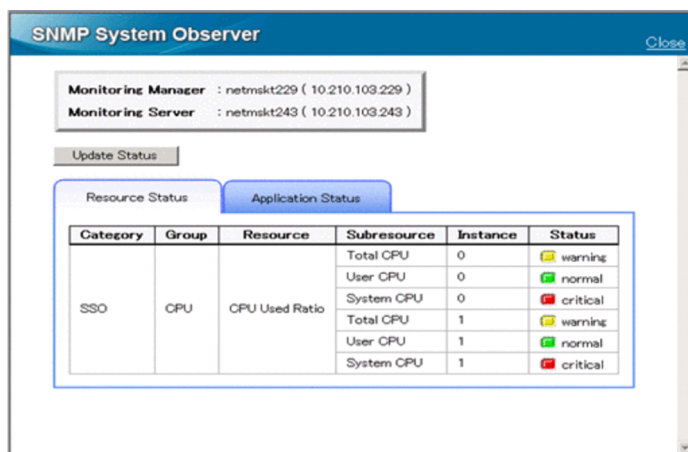 SNMP System Observer
Close
Monitoring Manager : netmskt229 ( 10.210.103.229 )
Monitoring Server : netmskt243 ( 10.210.103.243 )
Update Status
Resource Status Application Status
Category Group Resource Subresource Instance Status
Total CPU 0 warning
User CPU 0 normal
System CPU 0 critical
SSO CPU CPU Used Ratio
Total CPU 1 warning
User CPU 1 normal
System CPU 1 critical